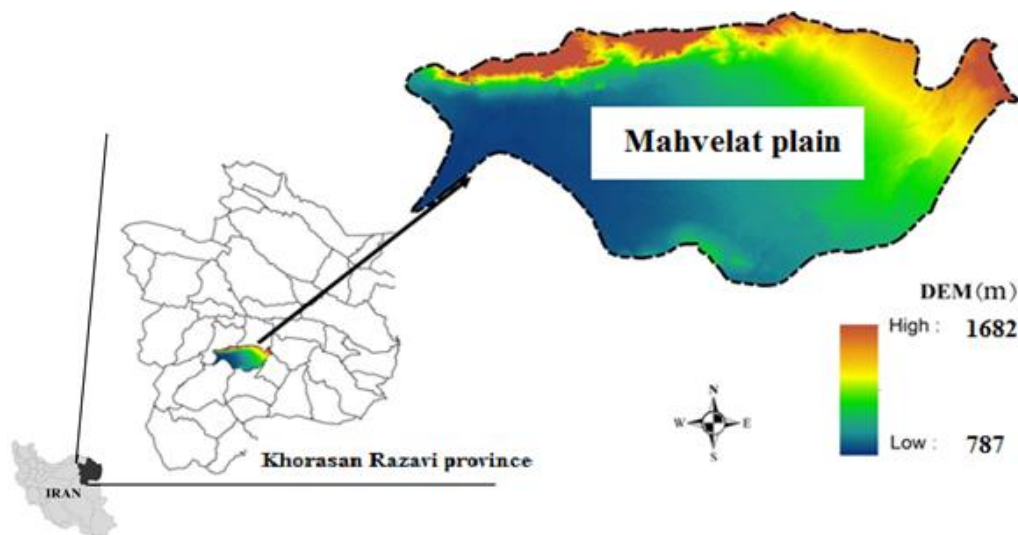 Mahvelat plain
DEM(m)
High : 1682
N
W E
S
Low : 787
Khorasan Razavi province
IRAN